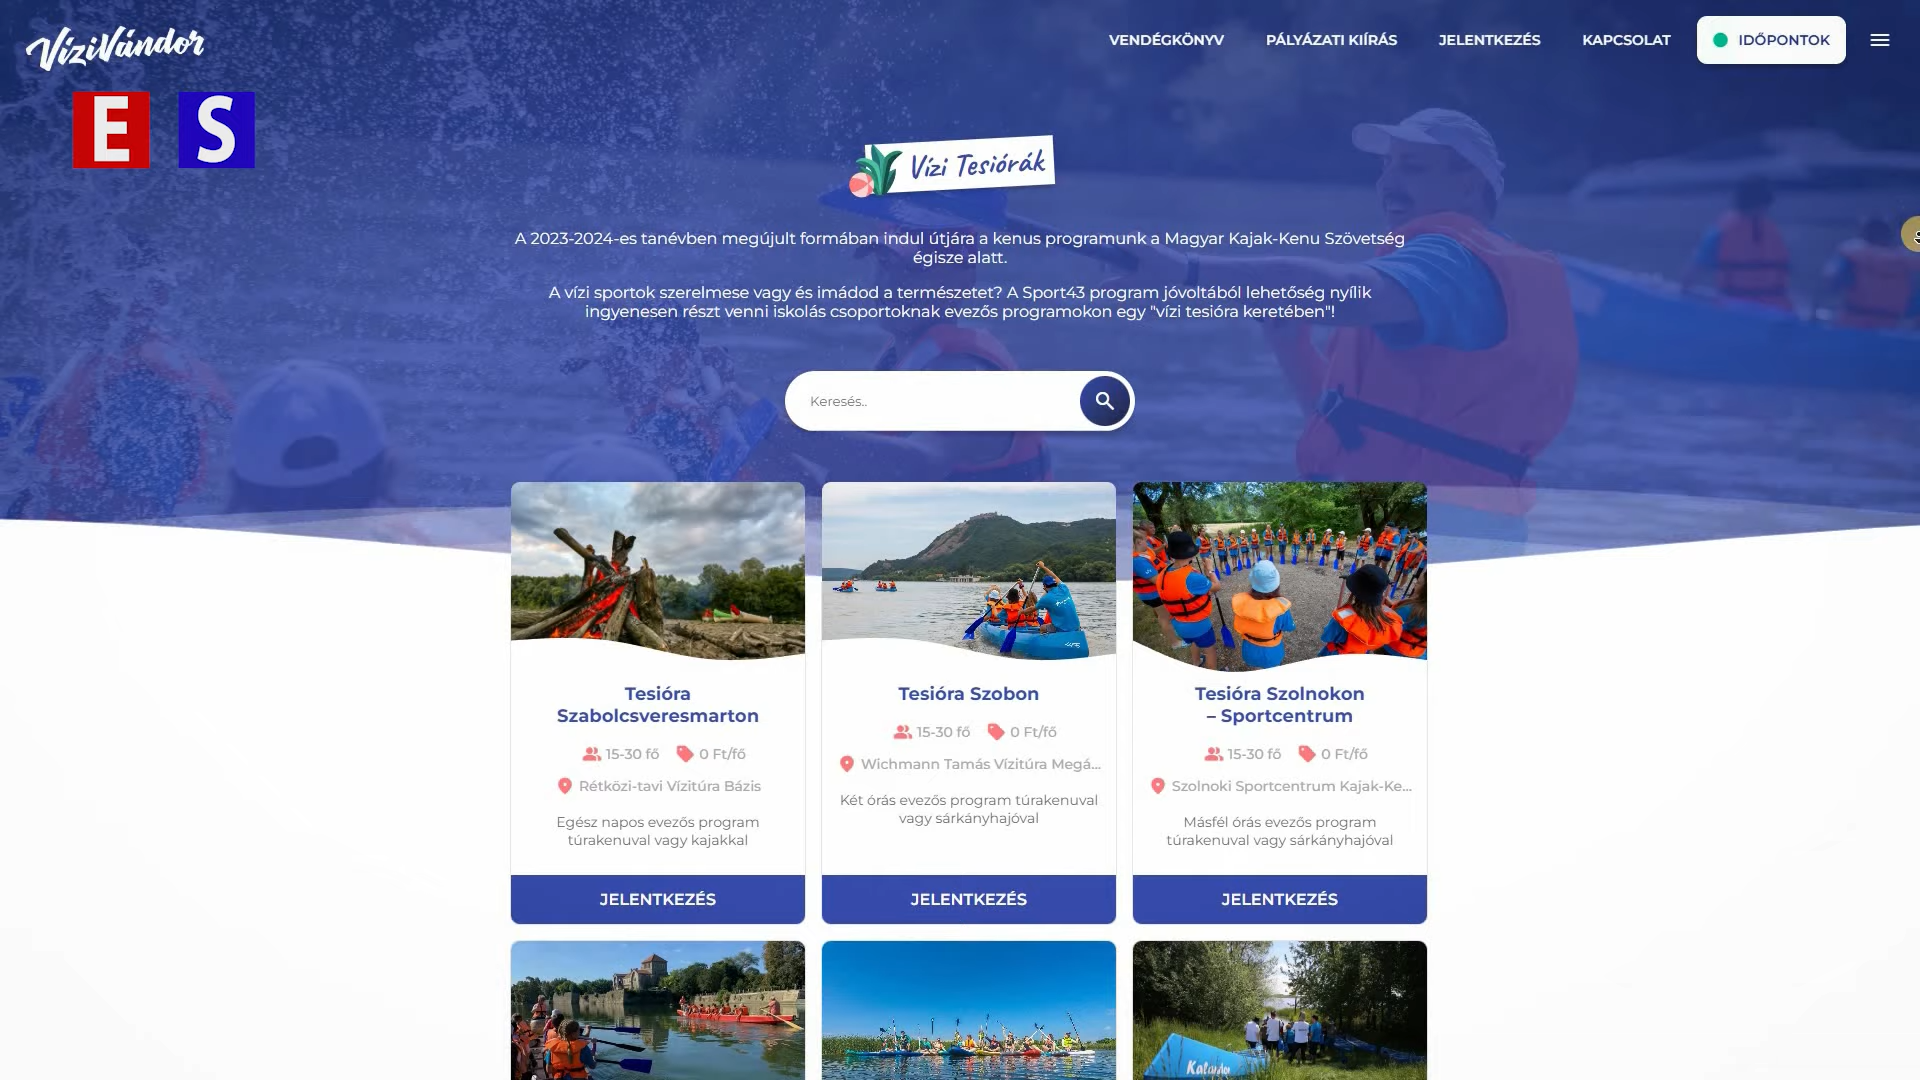 VíziVándor
VENDÉGKÖNYV
PÁLYÁZATI KIÍRÁS
JELENTKEZÉS
KAPCSOLAT
IDŐPONTOK
E S
Vízi Tesiórák
A 2023-2024-es tanévben megújult formában indul útjára a kenus programunk a Magyar Kajak-Kenu Szövetség
égisze alatt.
A vízi sportok szerelmese vagy és imádod a természetet? A Sport43 program jóvoltából lehetőség nyílik
ingyenesen részt venni iskolás csoportoknak evezős programokon egy "vízi tesióra keretében"!
Keresés..
Tesióra
Szabolcsveresmarton
15-30 fő 0 Ft/fő
Rétközi-tavi Vízitúra Bázis
Egész napos evezős program
túrakenuval vagy kajakkal
JELENTKEZÉS
Tesióra Szobon
15-30 fő 0 Ft/fő
Wichmann Tamás Vízitúra Megá...
Két órás evezős program túrakenuval
vagy sárkányhajóval
JELENTKEZÉS
Tesióra Szolnokon
– Sportcentrum
15-30 fő 0 Ft/fő
Szolnoki Sportcentrum Kajak-Ke...
Másfél órás evezős program
túrakenuval vagy sárkányhajóval
JELENTKEZÉS
Kalandor